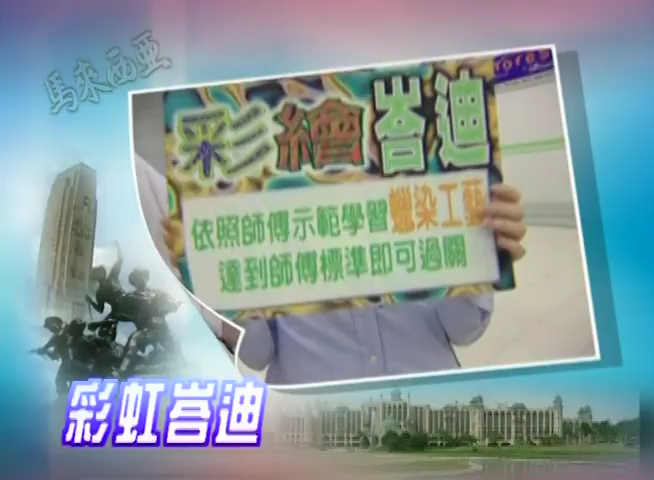 馬來西亞
彩繪峇迪
依照師傅示範學習蠟染工藝
達到師傅標準即可過關
彩虹峇迪